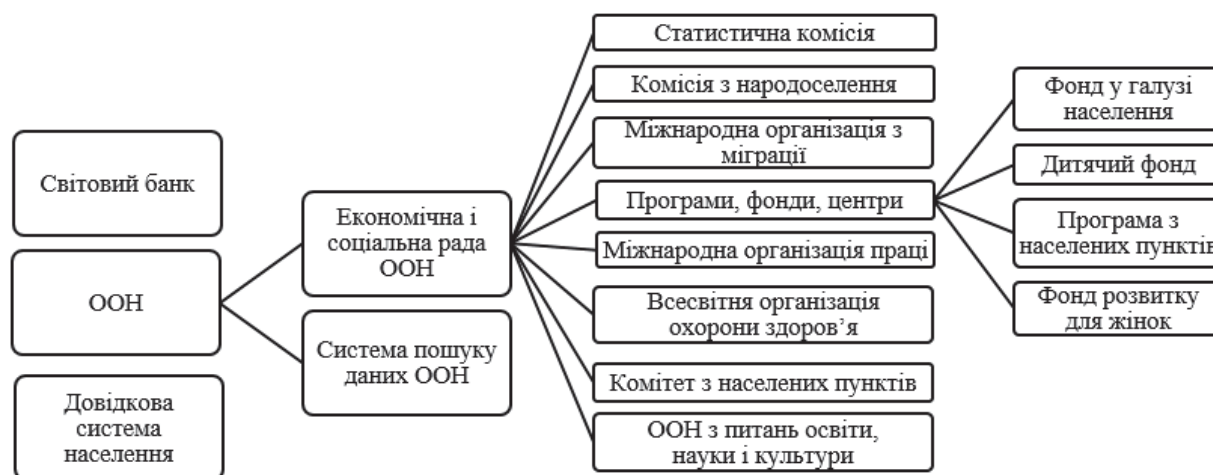 Світовий банк
ООН
Довідкова
система
населення
Економічна і
соціальна рада
ООН
Система пошуку
даних ООН
Статистична комісія
Комісія з народоселення
Міжнародна організація з
міграції
Програми, фонди, центри
Міжнародна організація праці
Всесвітня організація
охорони здоров’я
Комітет з населених пунктів
ООН з питань освіти,
науки і культури
Фонд у галузі
населення
Дитячий фонд
Програма з
населених пунктів
Фонд розвитку
для жінок